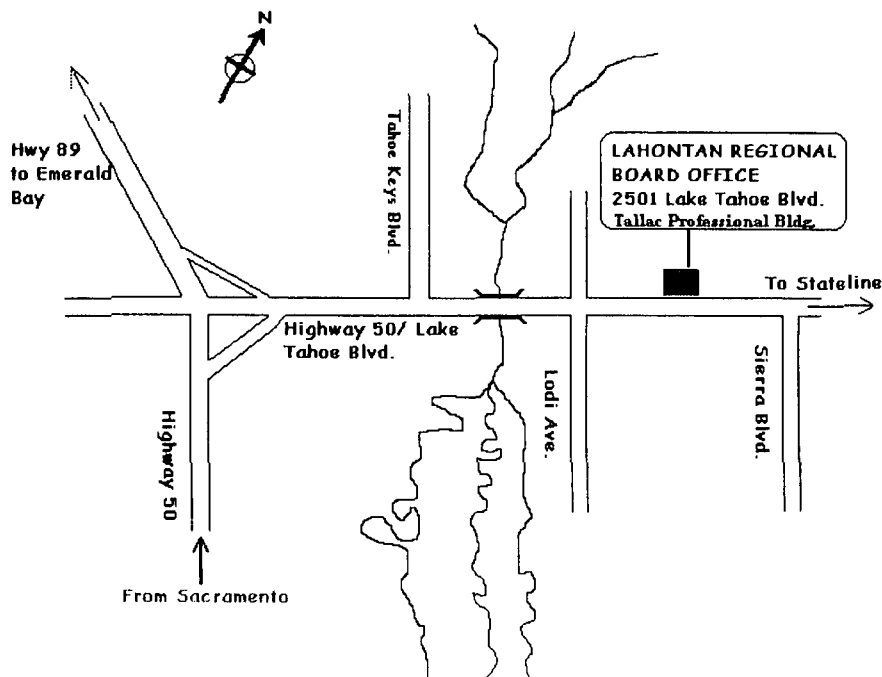 N
Hwy 89
to Emerald
Bay
Tahoe Keys Blvd.
LAHONTAN REGIONAL
BOARD OFFICE
2501 Lake Tahoe Blvd.
Tallac Professional Bldg.
To Stateline
Highway 50/ Lake
Tahoe Blvd.
Lodi Ave.
Sierra Blvd.
Highway 50
From Sacramento